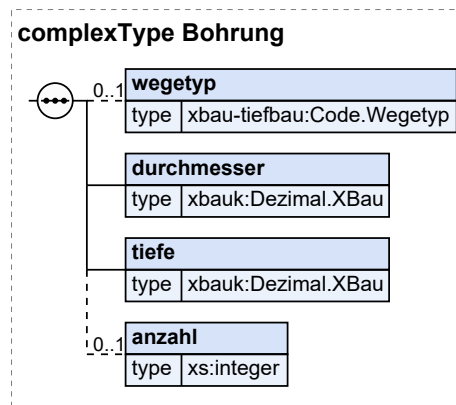 complexType Bohrung
0..1
wegetyp
type xbau-tiefbau:Code.Wegetyp
durchmesser
type xbauk:Dezimal.XBau
tiefe
type xbauk:Dezimal.XBau
0..1
anzahl
type xs:integer